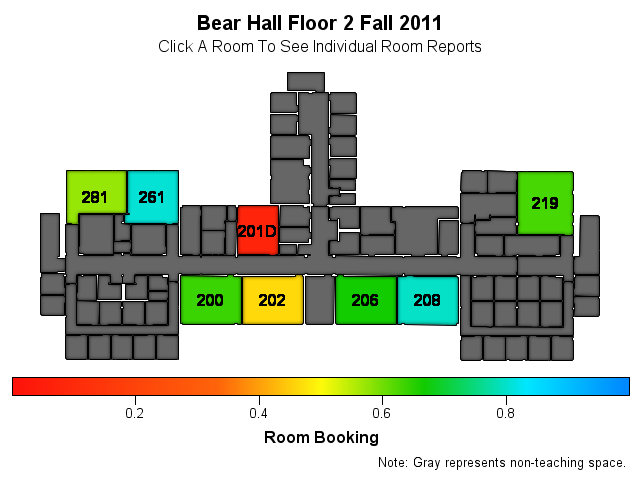 Bear Hall Floor 2 Fall 2011
Click A Room To See Individual Room Reports
281 261 219
201D
200 202 206 208
0.2 0.4 0.6 0.8
Room Booking
Note: Gray represents non-teaching space.